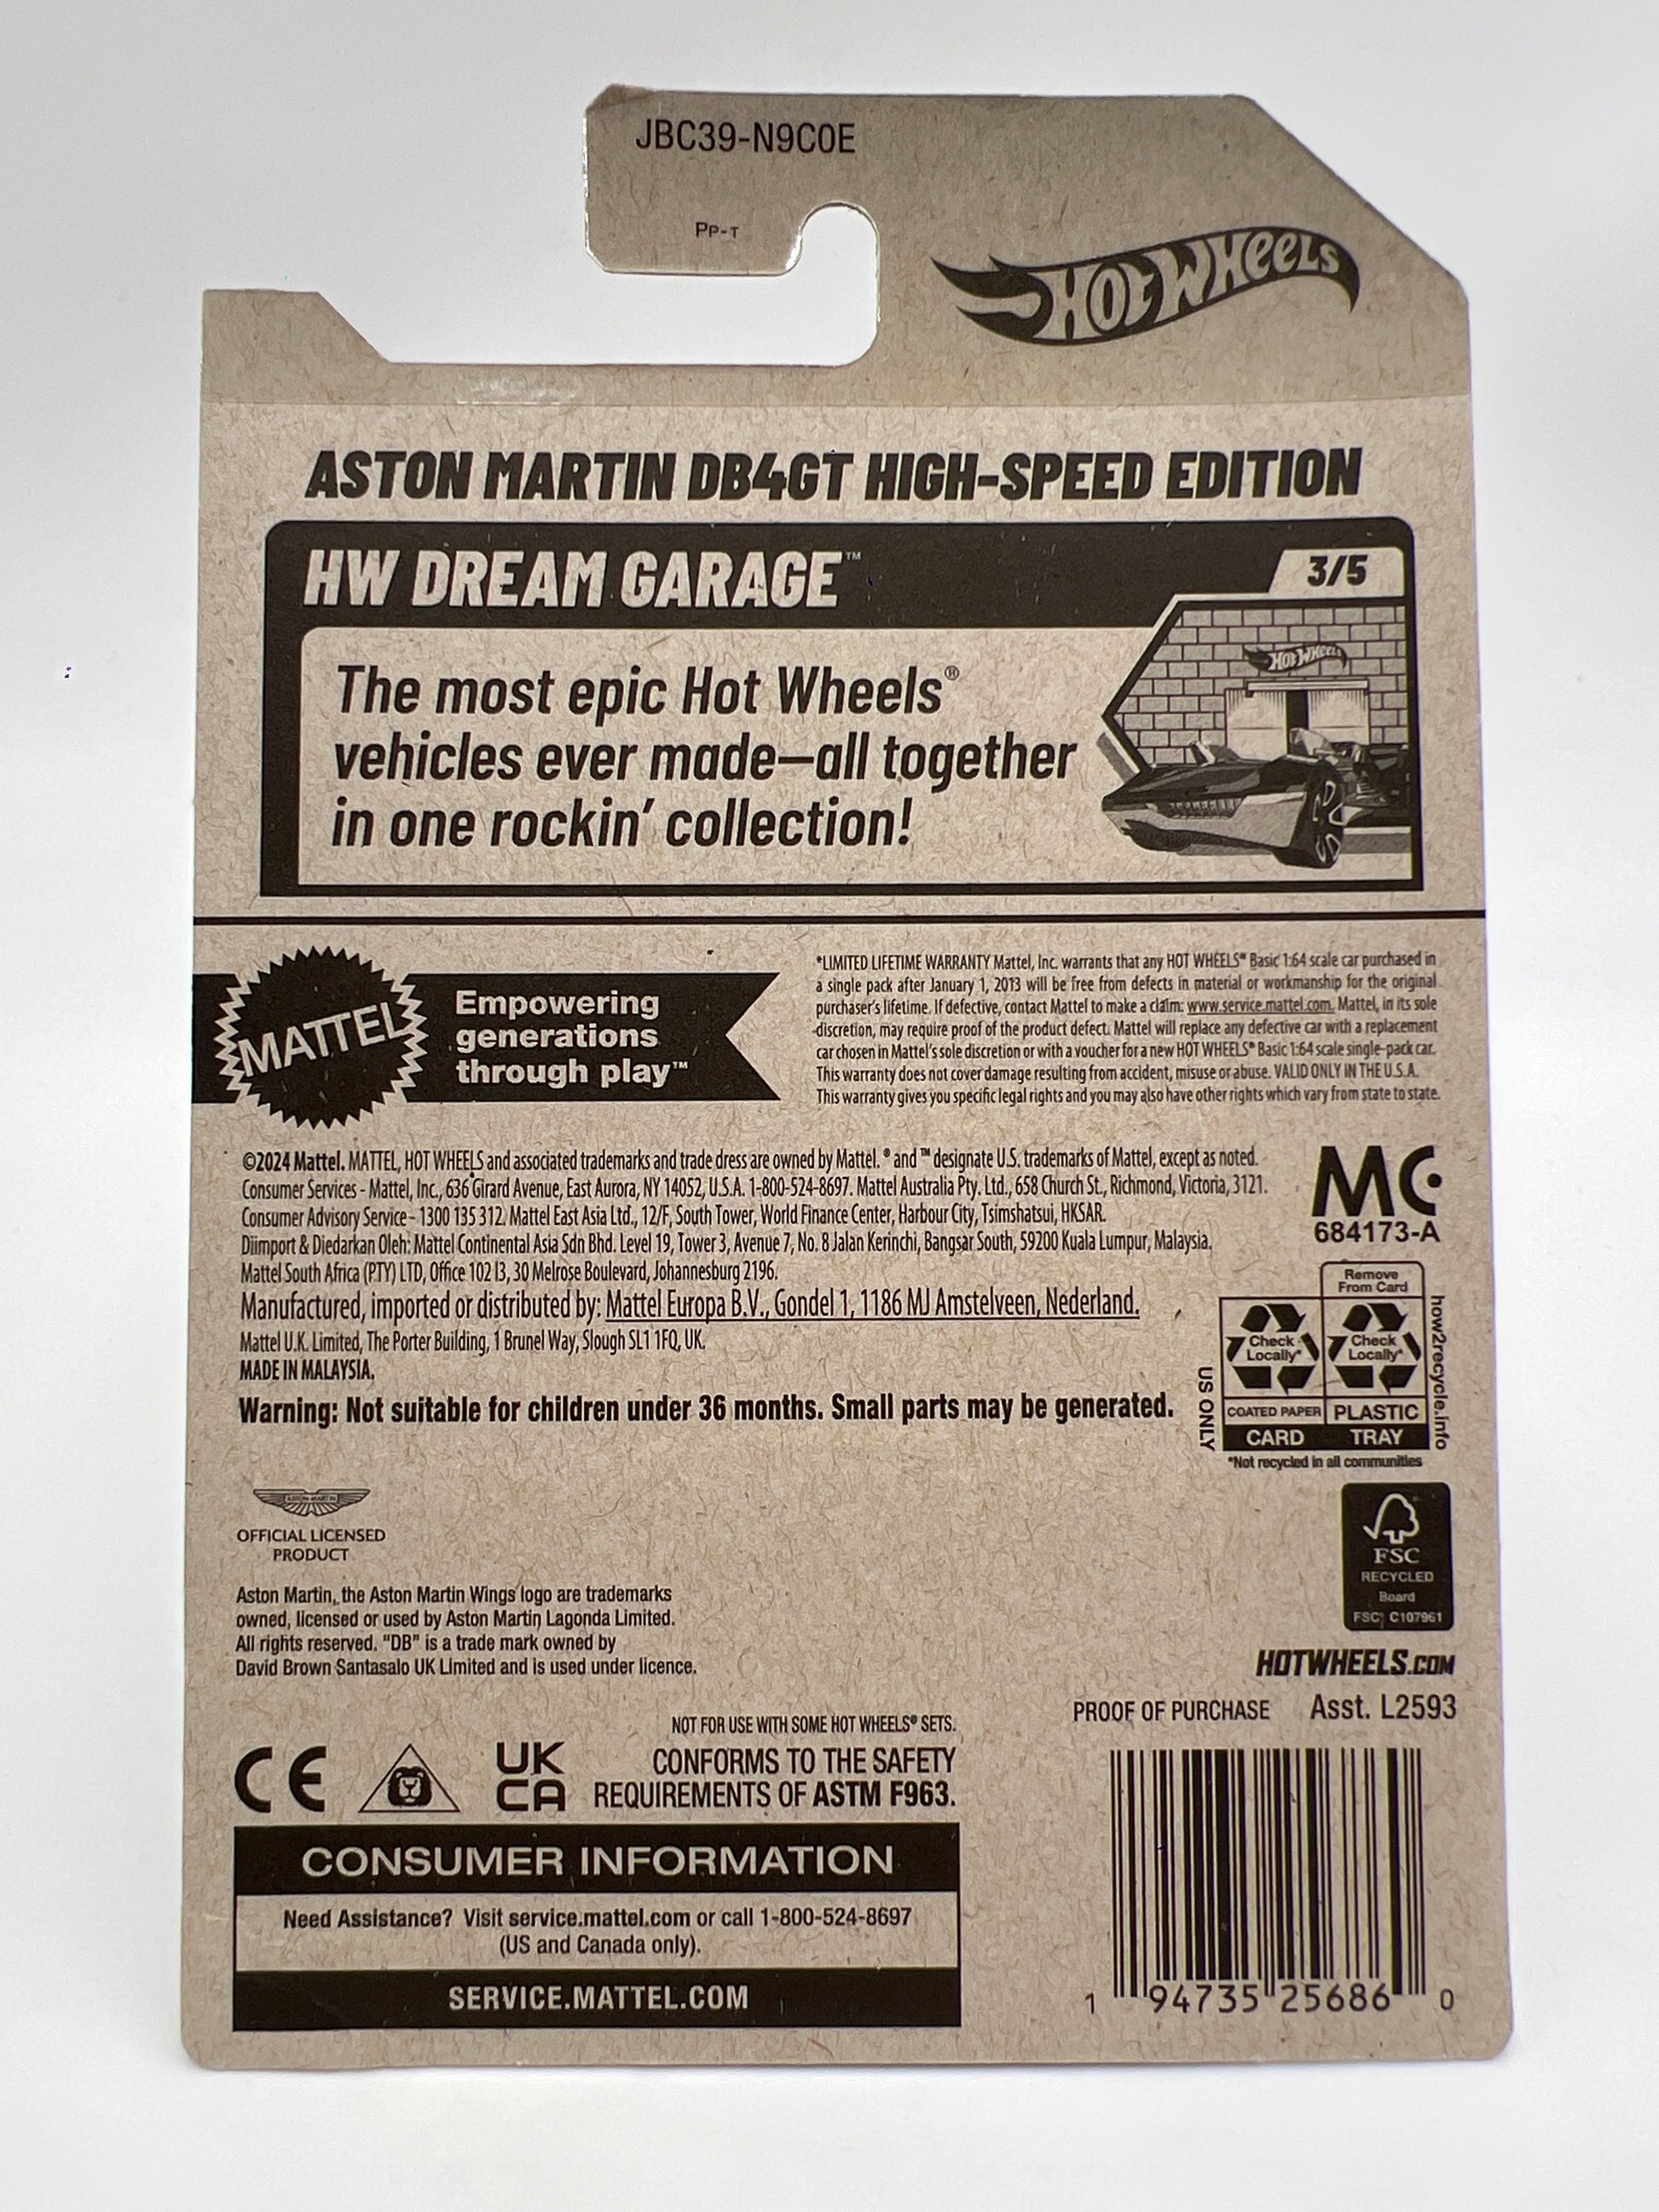 JBC39-N9C0E
PP-T
HOT WHEELS
ASTON MARTIN DB4GT HIGH-SPEED EDITION
HW DREAM GARAGE™
3/5
HOT WHEELS
The most epic Hot Wheels®
vehicles ever made—all together
in one rockin' collection!
MATTEL
Empowering
generations
through play™
*LIMITED LIFETIME WARRANTY Mattel, Inc. warrants that any HOT WHEELS® Basic 1:64 scale car purchased in
a single pack after January 1, 2013 will be free from defects in material or workmanship for the original
purchaser's lifetime. If defective, contact Mattel to make a claim: www.service.mattel.com. Mattel, in its sole
discretion, may require proof of the product defect. Mattel will replace any defective car with a replacement
car chosen in Mattel's sole discretion or with a voucher for a new HOT WHEELS® Basic 1:64 scale single-pack car.
This warranty does not cover damage resulting from accident, misuse or abuse. VALID ONLY IN THE U.S.A.
This warranty gives you specific legal rights and you may also have other rights which vary from state to state.
©2024 Mattel. MATTEL, HOT WHEELS and associated trademarks and trade dress are owned by Mattel. ® and ™ designate U.S. trademarks of Mattel, except as noted.
Consumer Services - Mattel, Inc., 636 Girard Avenue, East Aurora, NY 14052, U.S.A. 1-800-524-8697. Mattel Australia Pty. Ltd., 658 Church St., Richmond, Victoria, 3121.
Consumer Advisory Service - 1300 135 312. Mattel East Asia Ltd., 12/F, South Tower, World Finance Center, Harbour City, Tsimshatsui, HKSAR.
Diimport & Diedarkan Oleh: Mattel Continental Asia Sdn Bhd. Level 19, Tower 3, Avenue 7, No. 8 Jalan Kerinchi, Bangsar South, 59200 Kuala Lumpur, Malaysia.
Mattel South Africa (PTY) LTD, Office 102 I3, 30 Melrose Boulevard, Johannesburg 2196.
Manufactured, imported or distributed by: Mattel Europa B.V., Gondel 1, 1186 MJ Amstelveen, Nederland.
Mattel U.K. Limited, The Porter Building, 1 Brunel Way, Slough SL1 1FQ, UK.
MADE IN MALAYSIA.
Warning: Not suitable for children under 36 months. Small parts may be generated.
MC
684173-A
Remove
From Card
Check
Locally*
Check
Locally*
COATED PAPER
PLASTIC
CARD
TRAY
US ONLY
how2recycle.info
*Not recycled in all communities
ASTON MARTIN
OFFICIAL LICENSED
PRODUCT
Aston Martin, the Aston Martin Wings logo are trademarks
owned, licensed or used by Aston Martin Lagonda Limited.
All rights reserved. "DB" is a trade mark owned by
David Brown Santasalo UK Limited and is used under licence.
FSC
RECYCLED
Board
FSC® C107961
HOTWHEELS.COM
PROOF OF PURCHASE Asst. L2593
NOT FOR USE WITH SOME HOT WHEELS® SETS.
CE
UK
CA
CONFORMS TO THE SAFETY
REQUIREMENTS OF ASTM F963.
CONSUMER INFORMATION
Need Assistance? Visit service.mattel.com or call 1-800-524-8697
(US and Canada only).
SERVICE.MATTEL.COM
1 94735 25686 0